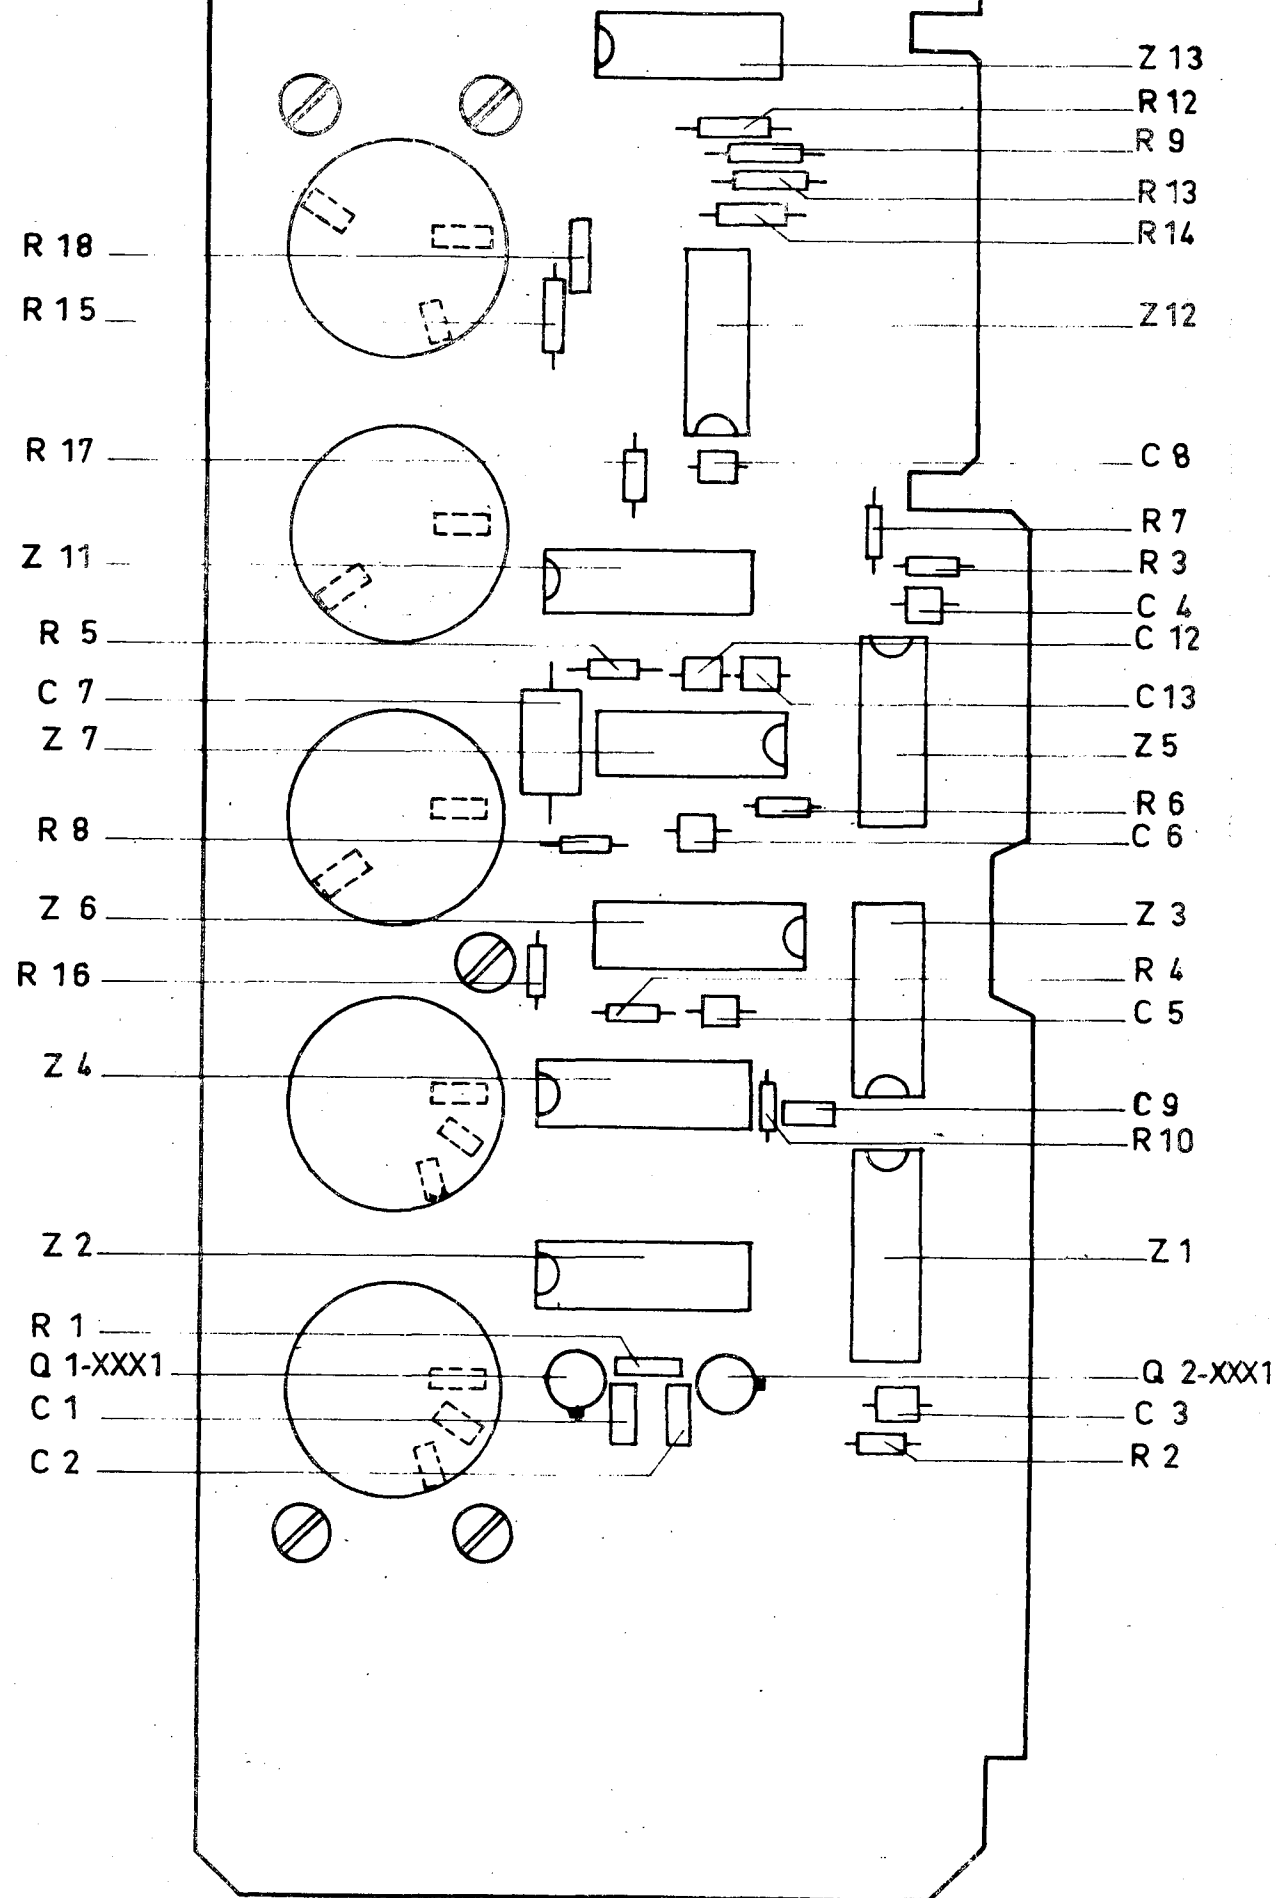 Z 13
R 12
R 9
R 13
R 14
R 18
R 15
Z 12
R 17
C 8
R 7
Z 11
R 3
C 4
R 5
C 12
C 7
C 13
Z 7
Z 5
R 6
R 8
C 6
Z 6
Z 3
R 16
R 4
C 5
Z 4
C 9
R 10
Z 2
Z 1
R 1
Q 1-XXX1
Q 2-XXX1
C 1
C 3
C 2
R 2